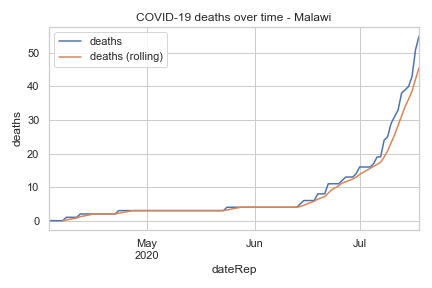 COVID-19 deaths over time - Malawi
deaths
deaths (rolling)
deaths
50
40
30
20
10
0
May
2020
Jun
Jul
dateRep